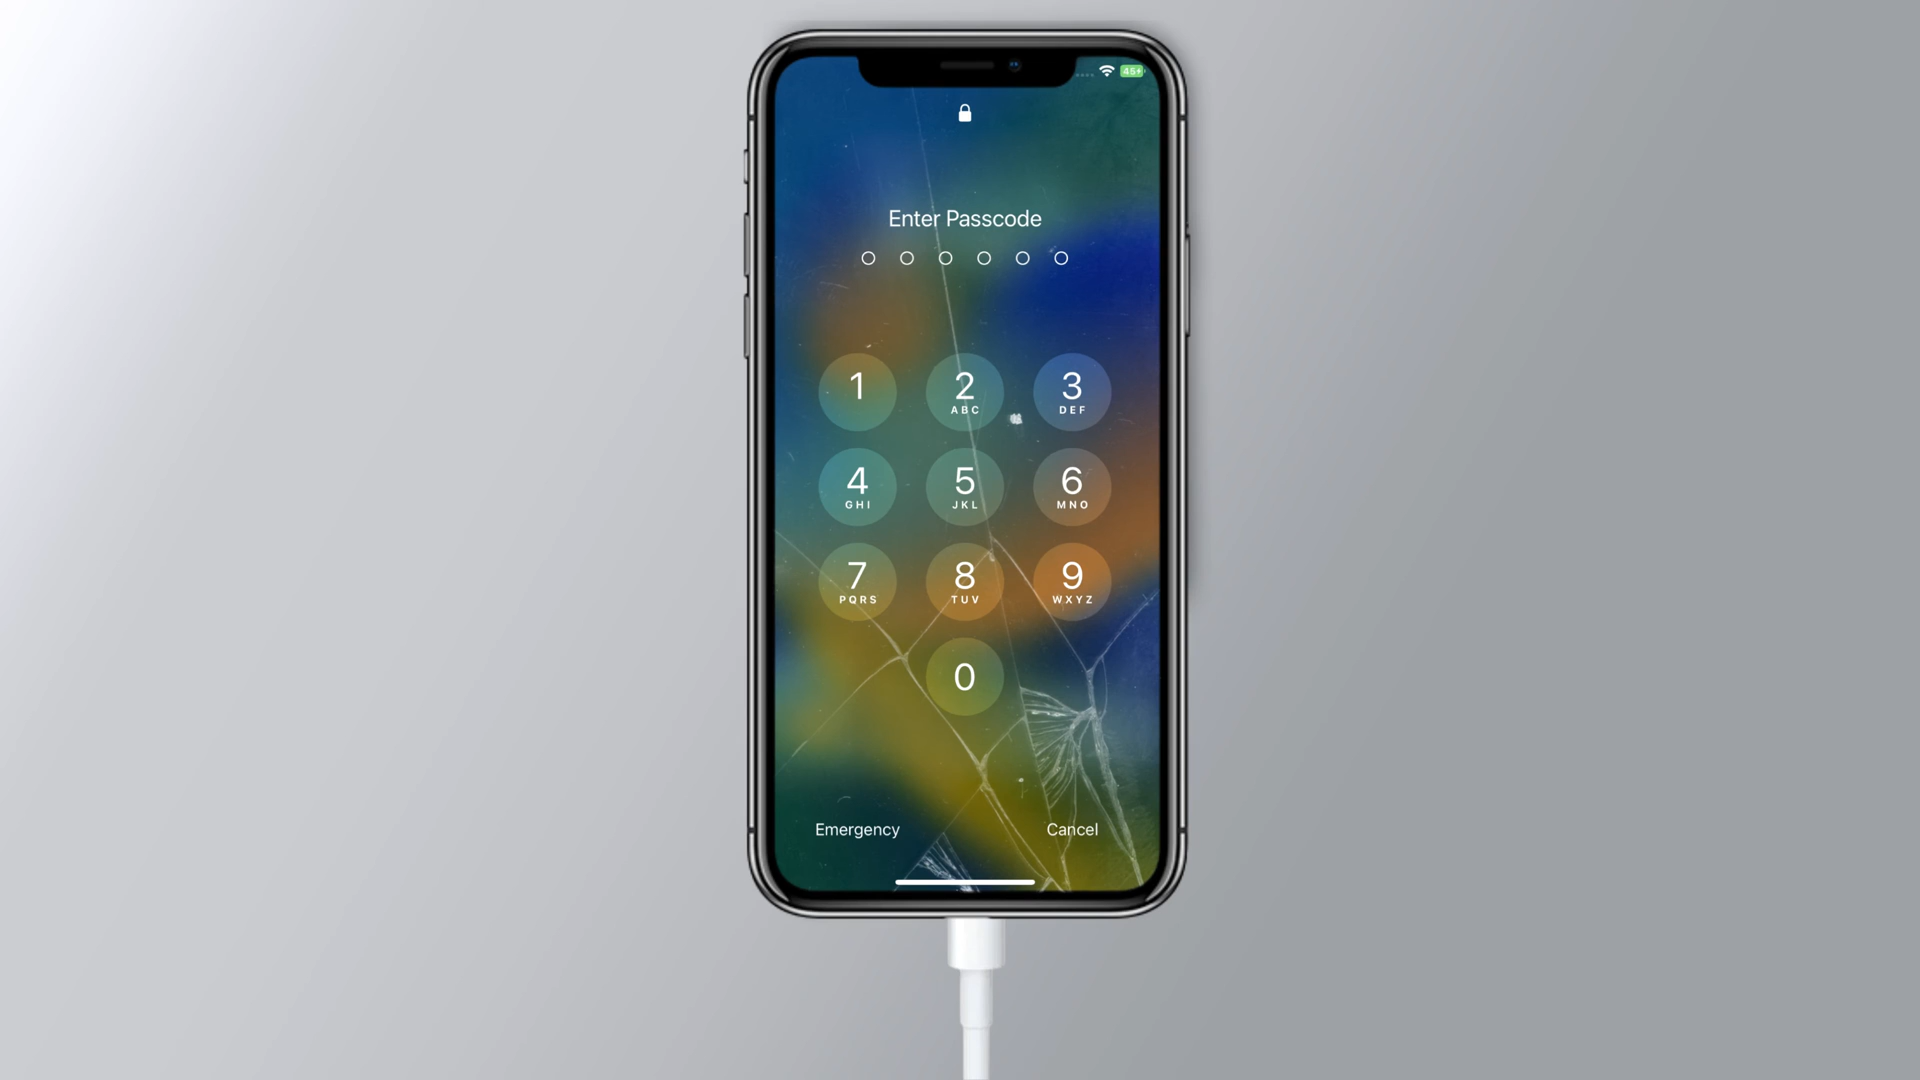 45
Enter Passcode
1 2 3
ABC DEF
4 5 6
GHI JKL MNO
7 8 9
PQRS TUV WXYZ
0
Emergency Cancel